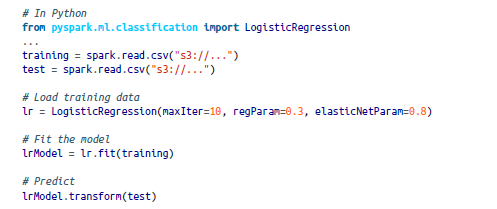 # In Python
from pyspark.ml.classification import LogisticRegression
...
training = spark.read.csv("s3://...")
test = spark.read.csv("s3://...")
# Load training data
lr = LogisticRegression(maxIter=10, regParam=0.3, elasticNetParam=0.8)
# Fit the model
lrModel = lr.fit(training)
# Predict
lrModel.transform(test)